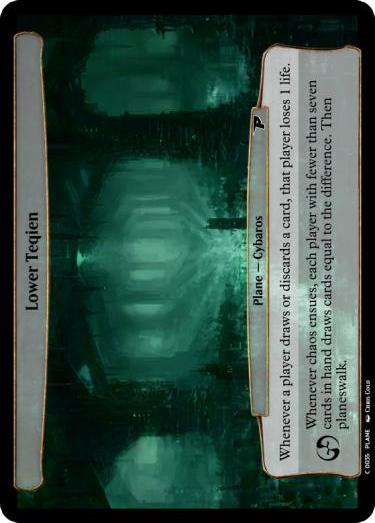 Lower Teqien
Plane — Cybaros
Whenever a player draws or discards a card, that player loses 1 life.
Whenever chaos ensues, each player with fewer than seven
cards in hand draws cards equal to the difference. Then
planeswalk.
C 0035 PLANE Chris Cold